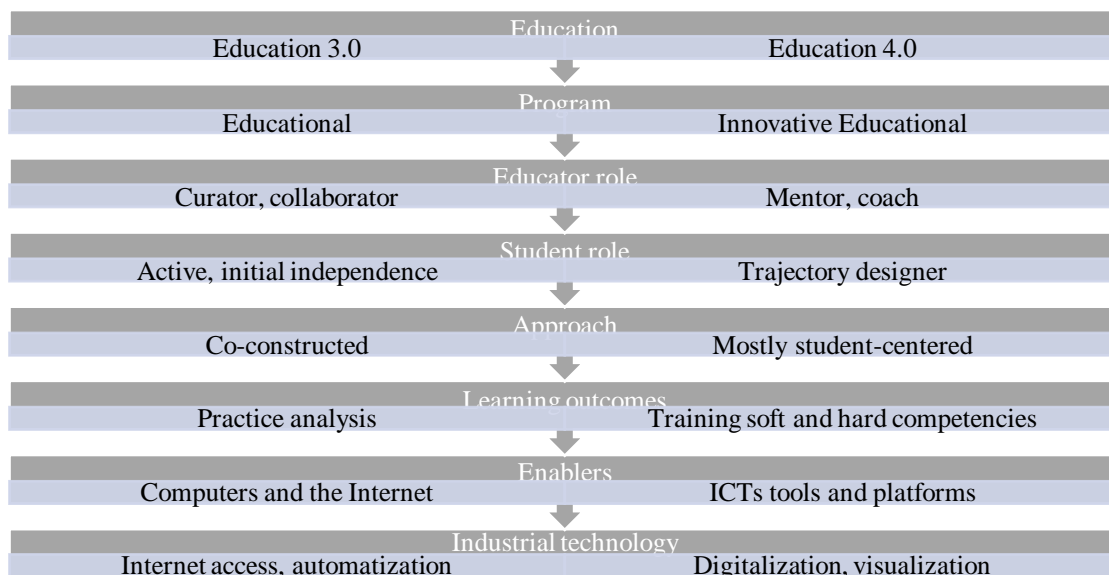 Education
Education 3.0 Education 4.0
Program
Educational Innovative Educational
Educator role
Curator, collaborator Mentor, coach
Student role
Active, initial independence Trajectory designer
Approach
Co-constructed Mostly student-centered
Learning outcomes
Practice analysis Training soft and hard competencies
Enablers
Computers and the Internet ICTs tools and platforms
Industrial technology
Internet access, automatization Digitalization, visualization